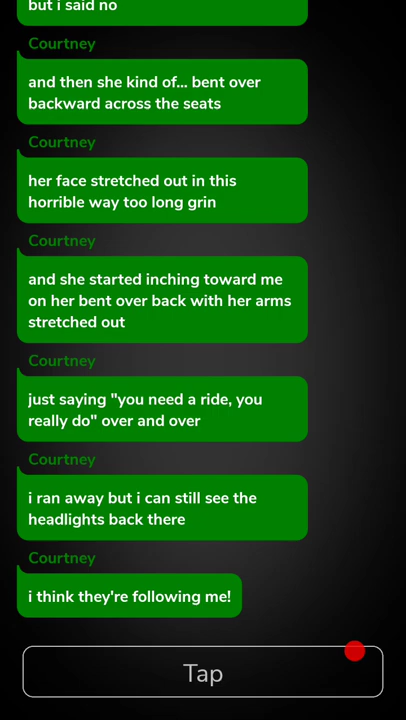 but i said no
Courtney
and then she kind of... bent over
backward across the seats
Courtney
her face stretched out in this
horrible way too long grin
Courtney
and she started inching toward me
on her bent over back with her arms
stretched out
Courtney
just saying "you need a ride, you
really do" over and over
Courtney
i ran away but i can still see the
headlights back there
Courtney
i think they're following me!
Tap